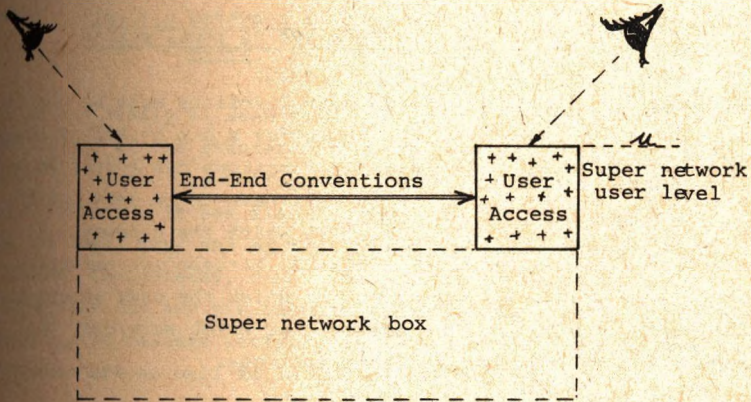 User
Access
End-End Conventions
User
Access
u
Super network
user level
Super network box